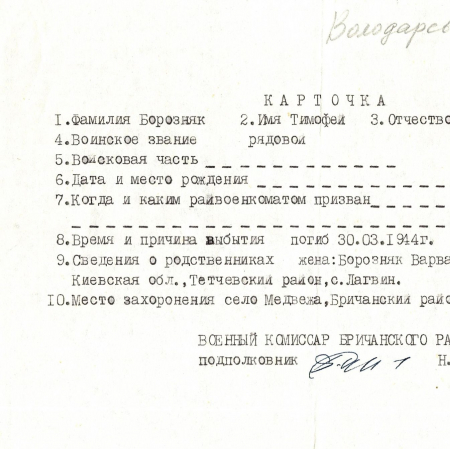 Володарс
К А Р Т О Ч К А
1.Фамилия Борозняк 2.Имя Тимофей 3.Отчество
4.Воинское звание рядовой
5.Войсковая часть _ _ _ _ _ _ _ _ _ _ _
6.Дата и место рождения _ _ _ _ _ _ _ _ _ _ _
7.Когда и каким райвоенкоматом призван _ _ _ _ _
_ _ _ _ _ _ _ _ _ _ _ _ _ _ _ _ _ _ _ _ _ _
8.Время и причина выбытия погиб 30.03.1944г.
9.Сведения о родственниках жена:Борозняк Варва
Киевская обл.,Тетчевский район,с.Лагвин.
10.Место захоронения село Медвежа,Бричанский райо
ВОЕННЫЙ КОМИССАР БРИЧАНСКОГО РА
подполковник Н.